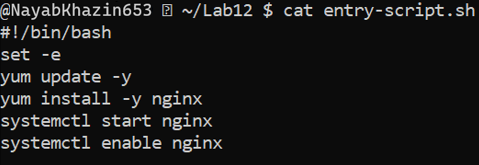 @NayabKhazin653 ~/Lab12 $ cat entry-script.sh
#!/bin/bash
set -e
yum update -y
yum install -y nginx
systemctl start nginx
systemctl enable nginx